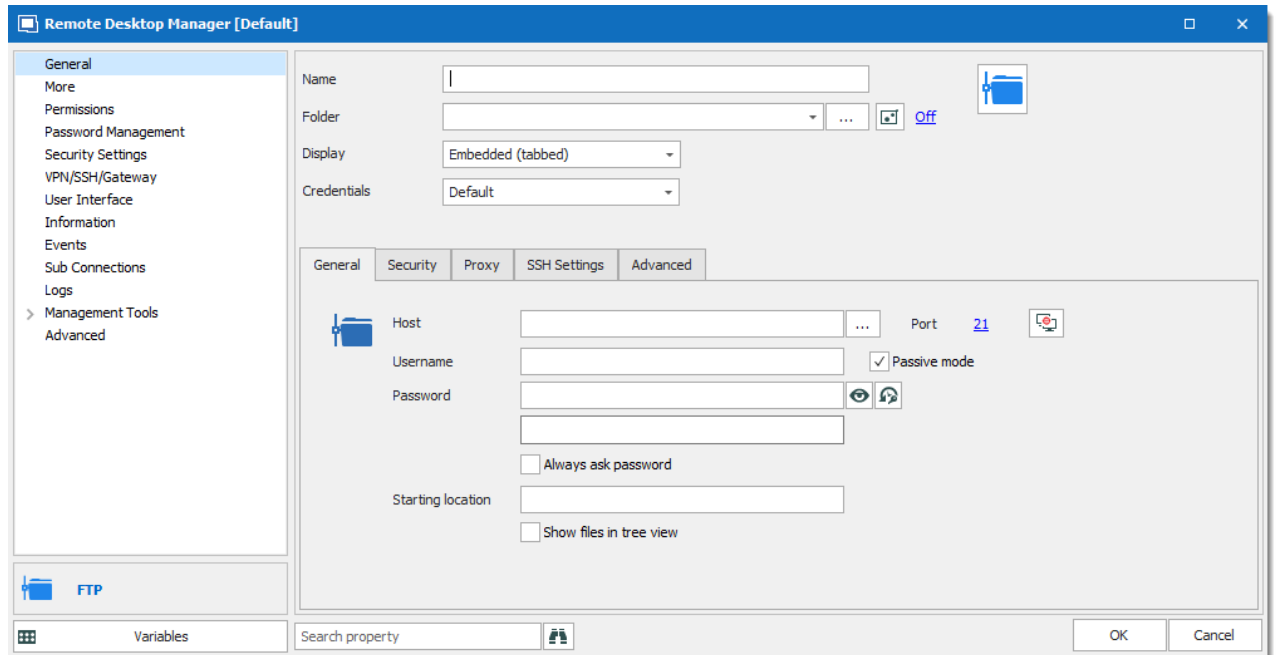 Remote Desktop Manager [Default]
General
More
Permissions
Password Management
Security Settings
VPN/SSH/Gateway
User Interface
Information
Events
Sub Connections
Logs
Management Tools
Advanced
FTP
Variables
Name
Folder
... Off
Display Embedded (tabbed)
Credentials Default
General Security Proxy SSH Settings Advanced
Host ... Port 21
Username Passive mode
Password
Always ask password
Starting location
Show files in tree view
Search property
OK Cancel